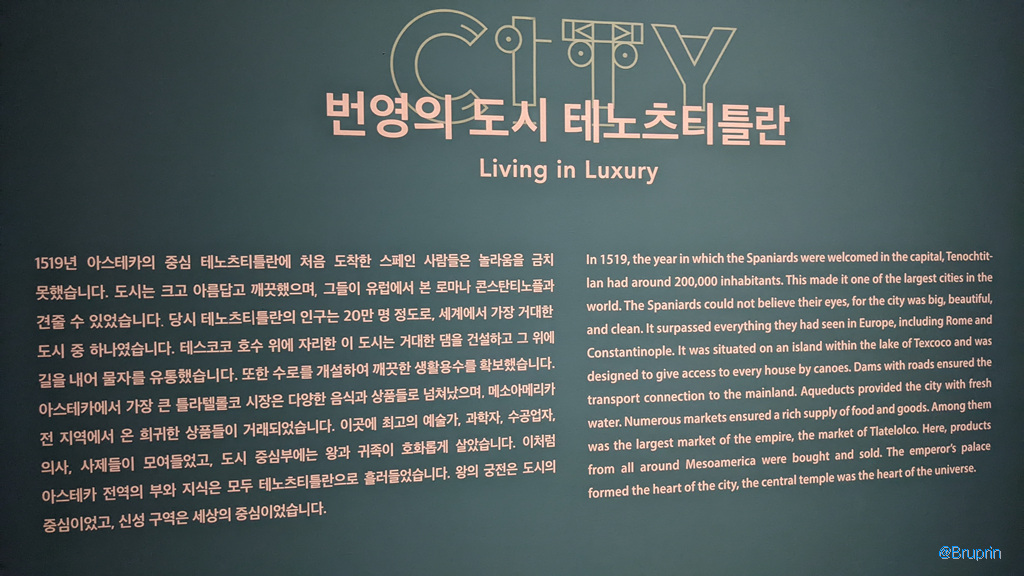 CITY
번영의 도시 테노츠티틀란
Living in Luxury
1519년 아스테카의 중심 테노츠티틀란에 처음 도착한 스페인 사람들은 놀라움을 금치
못했습니다. 도시는 크고 아름답고 깨끗했으며, 그들이 유럽에서 본 로마나 콘스탄티노플과
견줄 수 있었습니다. 당시 테노츠티틀란의 인구는 20만 명 정도로, 세계에서 가장 거대한
도시 중 하나였습니다. 테스코코 호수 위에 자리한 이 도시는 거대한 댐을 건설하고 그 위에
길을 내어 물자를 유통했습니다. 또한 수로를 개설하여 깨끗한 생활용수를 확보했습니다.
아스테카에서 가장 큰 틀라텔롤코 시장은 다양한 음식과 상품들로 넘쳐났으며, 메소아메리카
전 지역에서 온 희귀한 상품들이 거래되었습니다. 이곳에 최고의 예술가, 과학자, 수공업자,
의사, 사제들이 모여들었고, 도시 중심부에는 왕과 귀족이 호화롭게 살았습니다. 이처럼
아스테카 전역의 부와 지식은 모두 테노츠티틀란으로 흘러들었습니다. 왕의 궁전은 도시의
중심이었고, 신성 구역은 세상의 중심이었습니다.
In 1519, the year in which the Spaniards were welcomed in the capital, Tenochtit-
lan had around 200,000 inhabitants. This made it one of the largest cities in the
world. The Spaniards could not believe their eyes, for the city was big, beautiful,
and clean. It surpassed everything they had seen in Europe, including Rome and
Constantinople. It was situated on an island within the lake of Texcoco and was
designed to give access to every house by canoes. Dams with roads ensured the
transport connection to the mainland. Aqueducts provided the city with fresh
water. Numerous markets ensured a rich supply of food and goods. Among them
was the largest market of the empire, the market of Tlatelolco. Here, products
from all around Mesoamerica were bought and sold. The emperor's palace
formed the heart of the city, the central temple was the heart of the universe.
@Bruprin